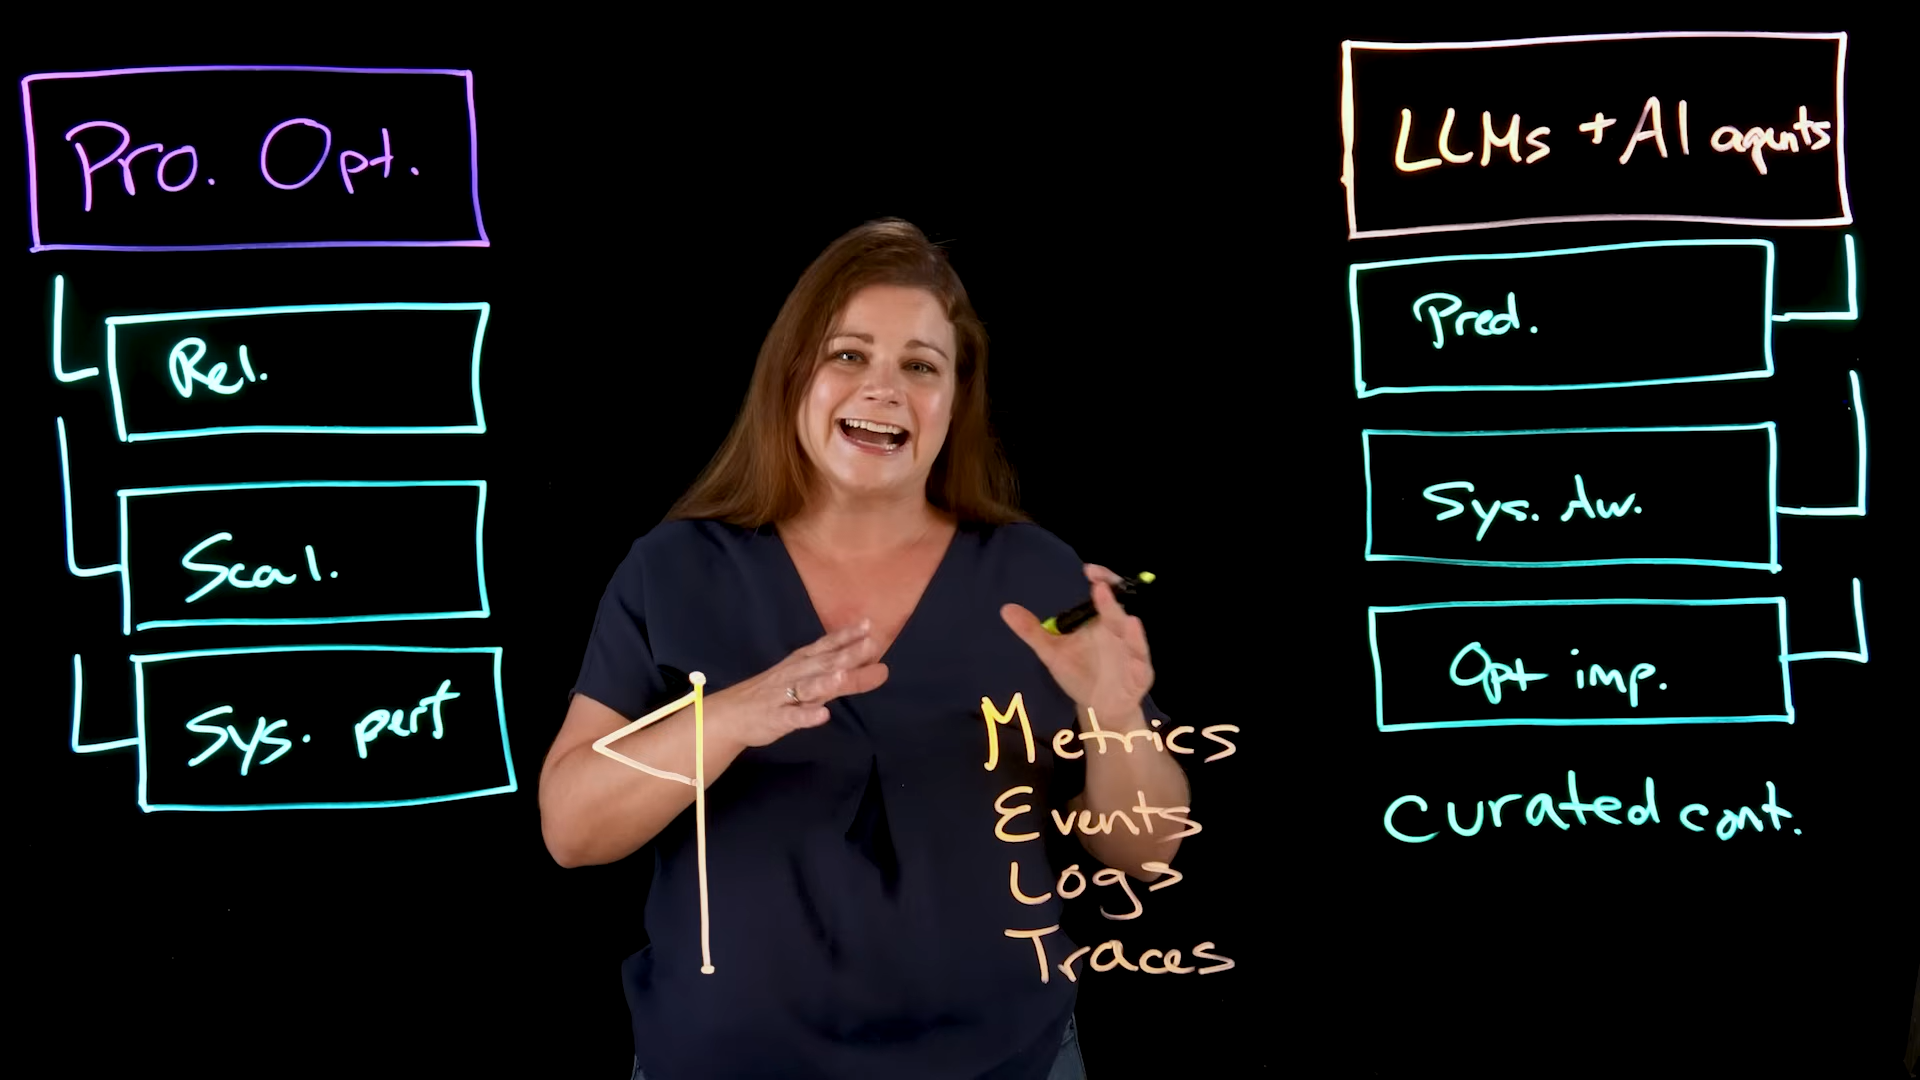 Pro. Opt.
Rel.
Scal.
Sys. perf
Metrics
Events
Logs
Traces
LLMs + AI agents
Pred.
Sys. Aw.
Opt imp.
curated cont.